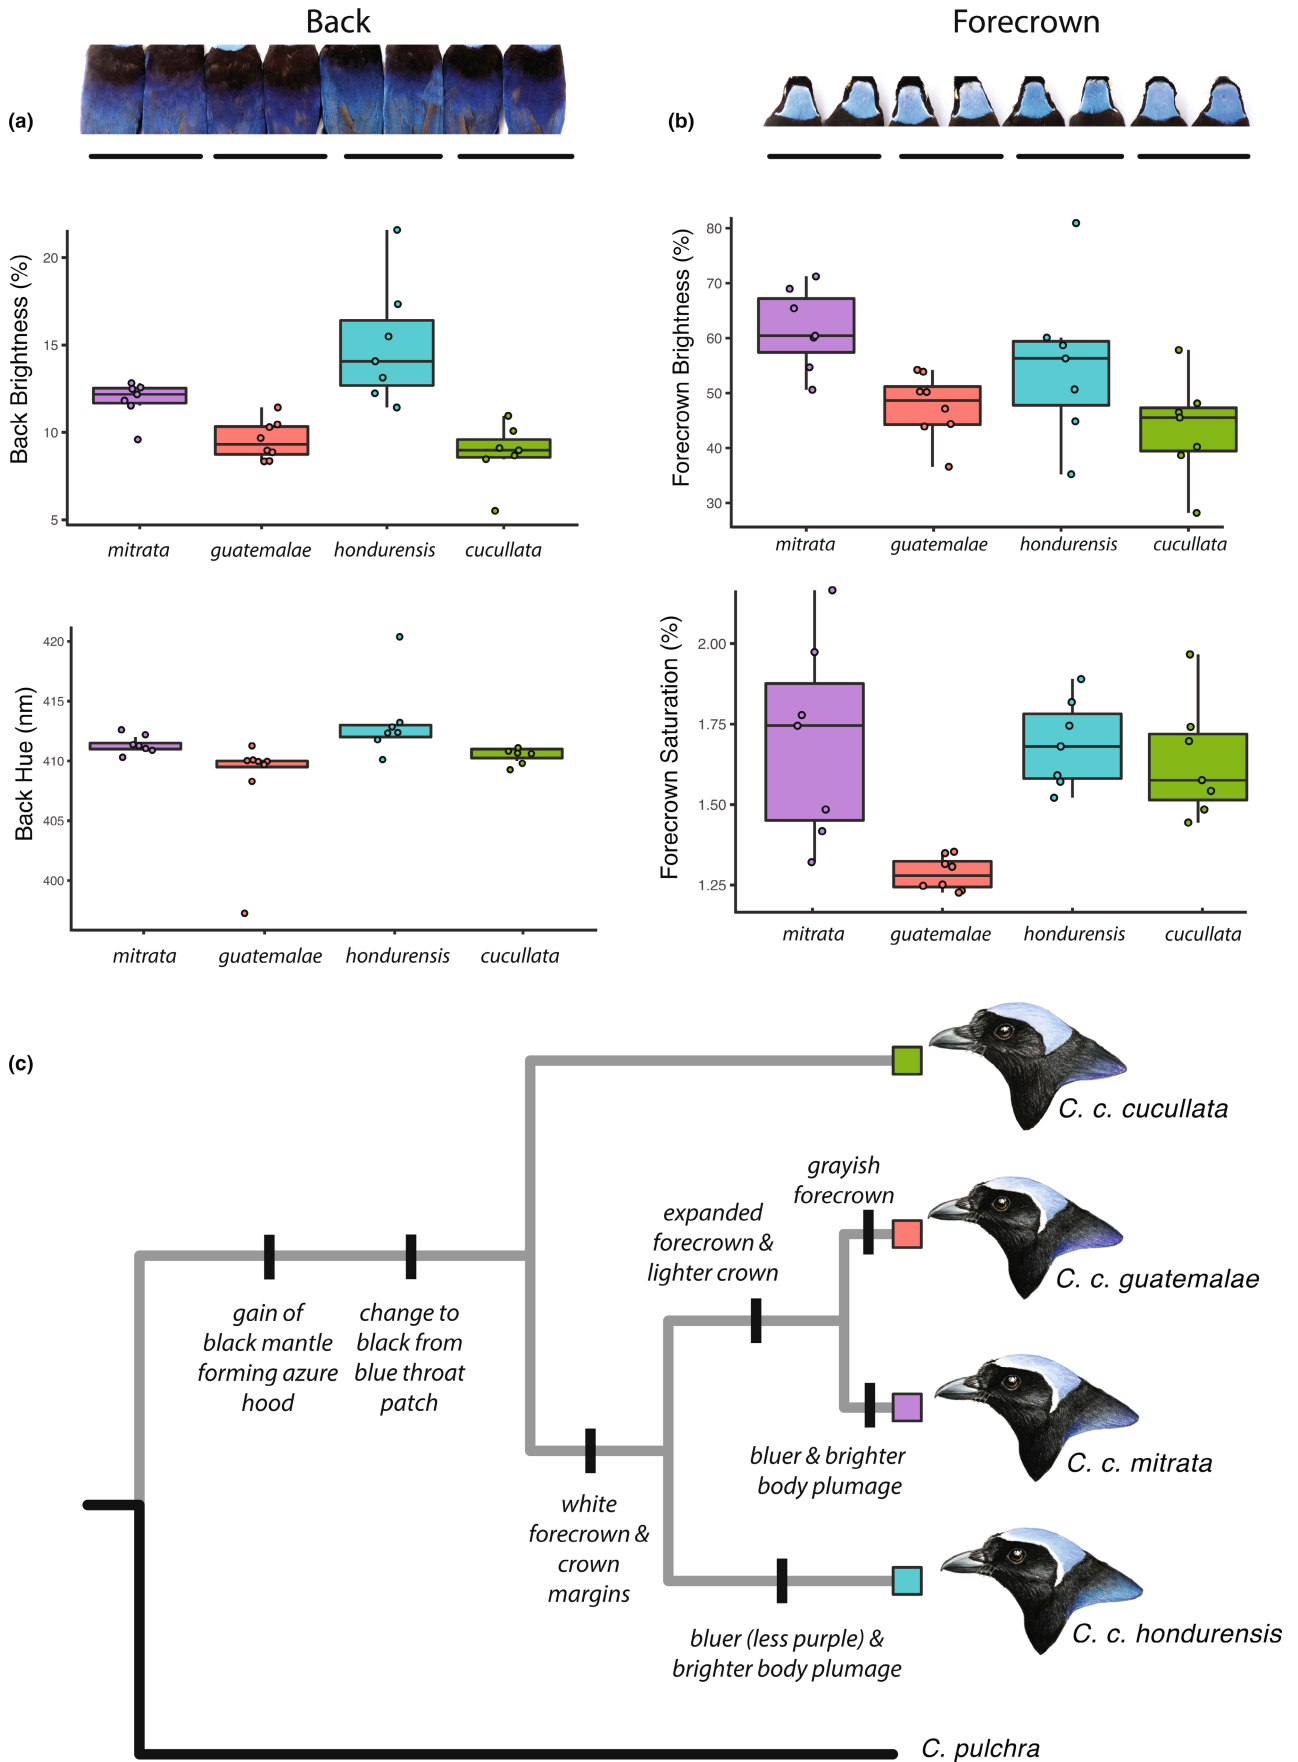 Back
Forecrown
(a)
(b)
Back Brightness (%)
20
15
10
5
mitrata
guatemalae
hondurensis
cucullata
Forecrown Brightness (%)
80
70
60
50
40
30
mitrata
guatemalae
hondurensis
cucullata
Back Hue (nm)
420
415
410
405
400
mitrata
guatemalae
hondurensis
cucullata
Forecrown Saturation (%)
2.00
1.75
1.50
1.25
mitrata
guatemalae
hondurensis
cucullata
(c)
C. c. cucullata
grayish
forecrown
expanded
forecrown &
lighter crown
C. c. guatemalae
gain of
black mantle
forming azure
hood
change to
black from
blue throat
patch
bluer & brighter
body plumage
C. c. mitrata
white
forecrown &
crown
margins
bluer (less purple) &
brighter body plumage
C. c. hondurensis
C. pulchra